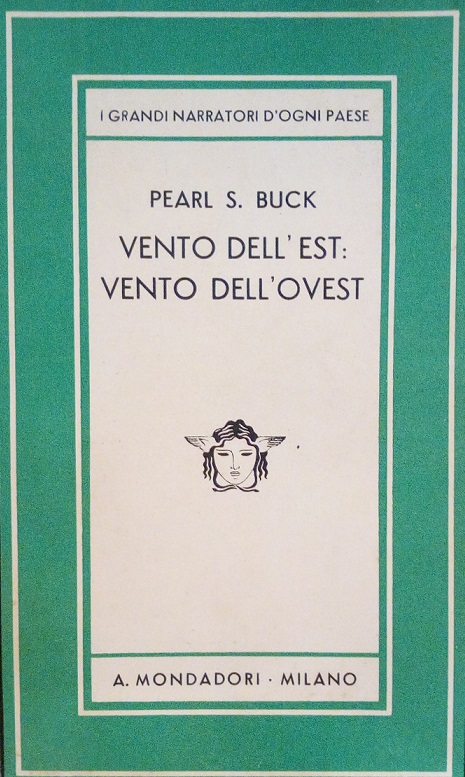 I GRANDI NARRATORI D'OGNI PAESE
PEARL S. BUCK
VENTO DELL'EST:
VENTO DELL'OVEST
A. MONDADORI · MILANO